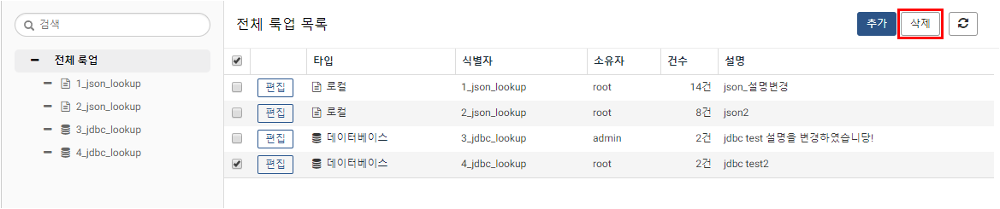 검색
전체 룩업
1_json_lookup
2_json_lookup
3_jdbc_lookup
4_jdbc_lookup
전체 룩업 목록 추가 삭제
타입 식별자 소유자 건수 설명
편집 로컬 1_json_lookup root 14건 json_설명변경
편집 로컬 2_json_lookup root 8건 json2
편집 데이터베이스 3_jdbc_lookup admin 2건 jdbc test 설명을 변경하였습니당!
편집 데이터베이스 4_jdbc_lookup root 2건 jdbc test2